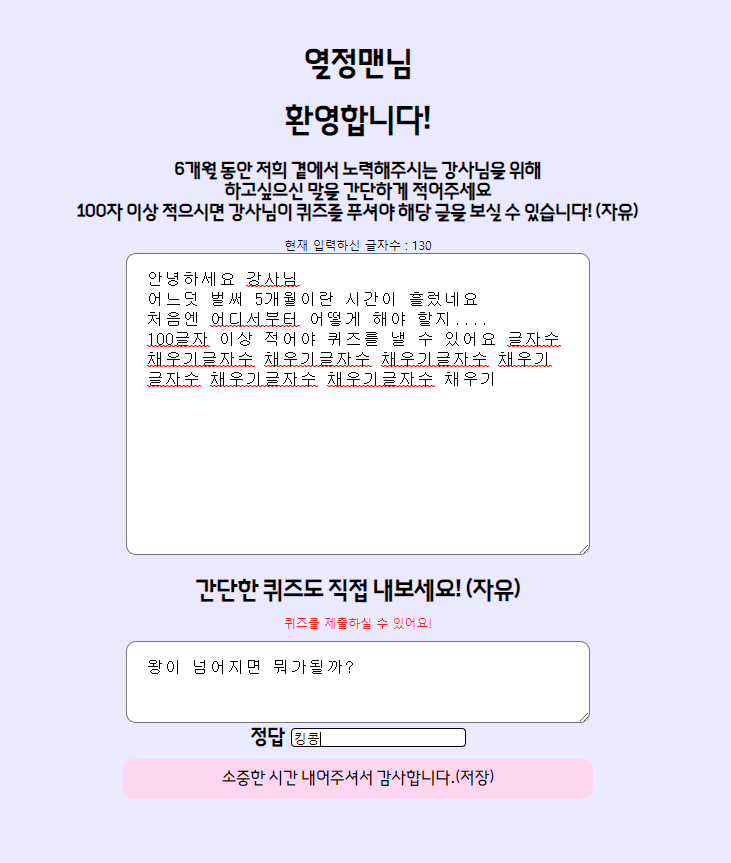 열정맨님
환영합니다!
6개월 동안 저희 곁에서 노력해주시는 강사님을 위해
하고싶으신 말을 간단하게 적어주세요
100자 이상 적으시면 강사님이 퀴즈를 푸셔야 해당 글을 보실 수 있습니다! (자유)
현재 입력하신 글자수 : 130
안녕하세요 강사님
어느덧 벌써 5개월이란 시간이 흘렀네요
처음엔 어디서부터 어떻게 해야 할지....
100글자 이상 적어야 퀴즈를 낼 수 있어요 글자수
채우기글자수 채우기글자수 채우기글자수 채우기
글자수 채우기글자수 채우기글자수 채우기
간단한 퀴즈도 직접 내보세요! (자유)
퀴즈를 제출하실 수 있어요!
왕이 넘어지면 뭐가될까?
정답 킹콩
소중한 시간 내어주셔서 감사합니다.(저장)